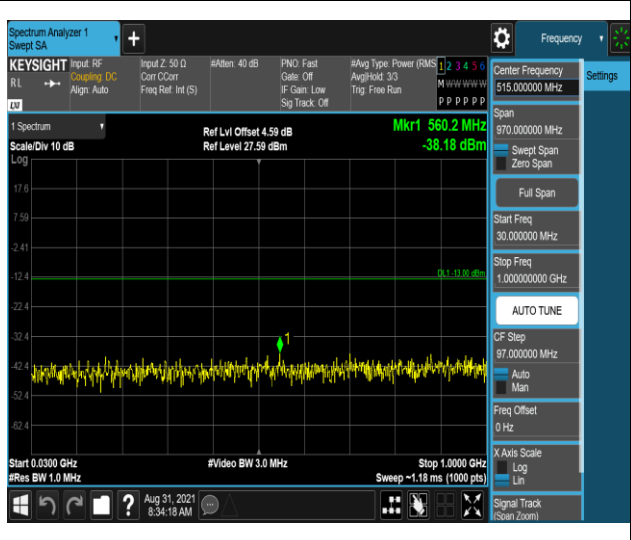 Spectrum Analyzer 1
Swept SA
Frequency
KEYSIGHT
RL
Input: RF
Coupling: DC
Align: Auto
Input Z: 50 Ω
Corr CCorr
Freq Ref: Int (S)
#Atten: 40 dB
PNO: Fast
Gate: Off
IF Gain: Low
Sig Track: Off
#Avg Type: Power (RMS
Avg|Hold: 3/3
Trig: Free Run
1 2 3 4 5 6
M W W W W W
P P P P P P
LXI
1 Spectrum
Scale/Div 10 dB
Ref Lvl Offset 4.59 dB
Ref Level 27.59 dBm
Mkr1 560.2 MHz
-38.18 dBm
Log
17.6
7.59
-2.41
-12.4
-22.4
-32.4
-42.4
-52.4
-62.4
DL1 -13.00 dBm
1
Start 0.0300 GHz
#Res BW 1.0 MHz
#Video BW 3.0 MHz
Stop 1.0000 GHz
Sweep ~1.18 ms (1000 pts)
Aug 31, 2021
8:34:18 AM
Center Frequency
515.000000 MHz
Settings
Span
970.000000 MHz
Swept Span
Zero Span
Full Span
Start Freq
30.000000 MHz
Stop Freq
1.000000000 GHz
AUTO TUNE
CF Step
97.000000 MHz
Auto
Man
Freq Offset
0 Hz
X Axis Scale
Log
Lin
Signal Track
(Span Zoom)